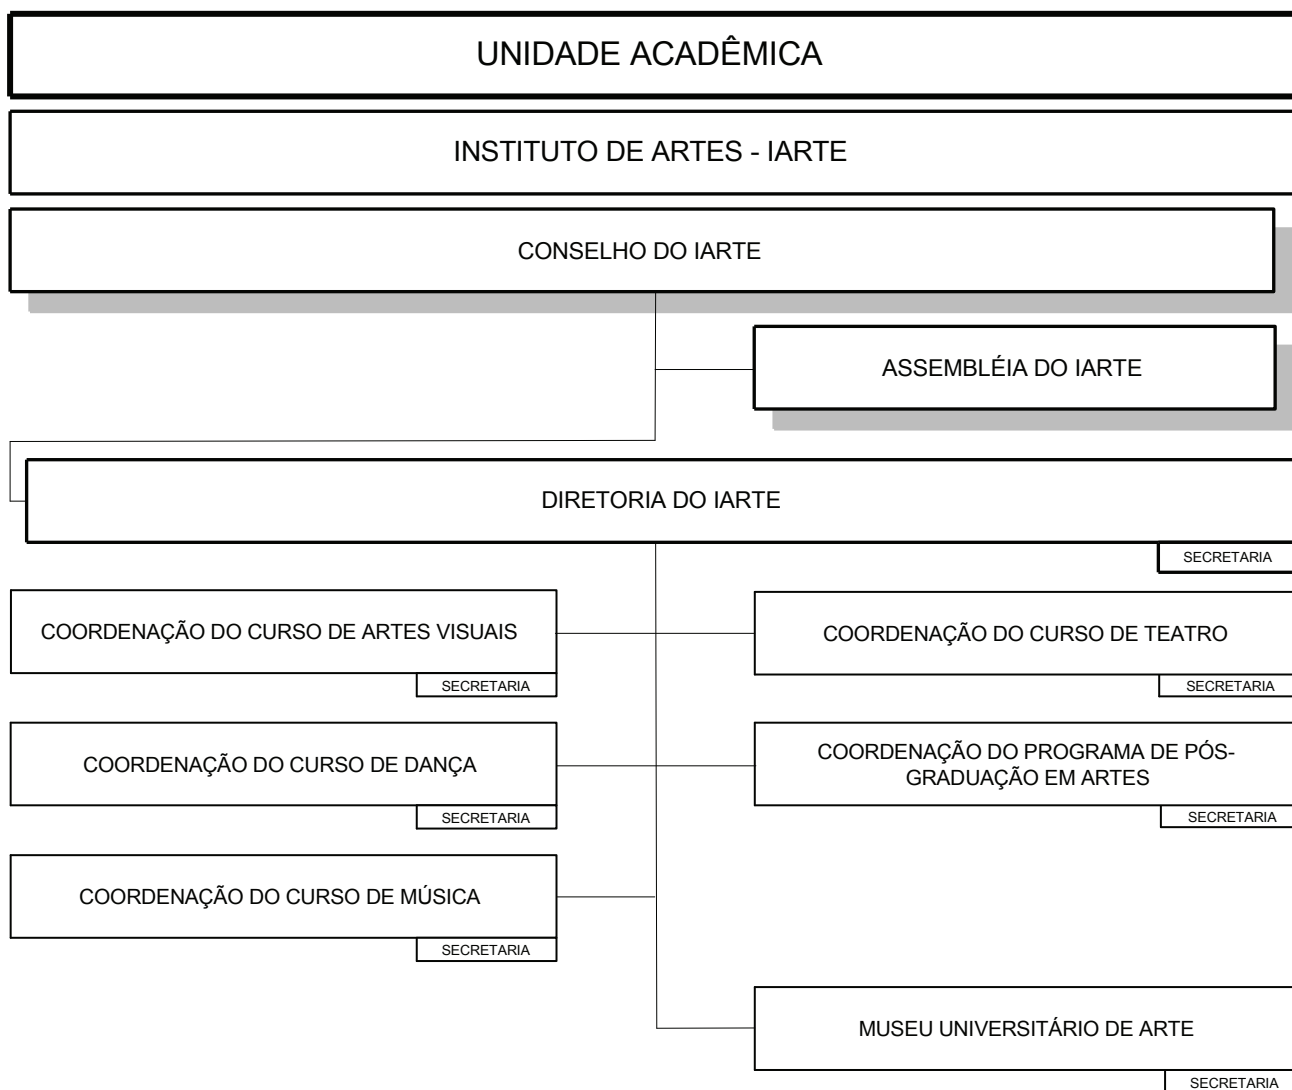 UNIDADE ACADÊMICA
INSTITUTO DE ARTES - IARTE
CONSELHO DO IARTE
ASSEMBLÉIA DO IARTE
DIRETORIA DO IARTE
SECRETARIA
COORDENAÇÃO DO CURSO DE ARTES VISUAIS
SECRETARIA
COORDENAÇÃO DO CURSO DE TEATRO
SECRETARIA
COORDENAÇÃO DO CURSO DE DANÇA
SECRETARIA
COORDENAÇÃO DO PROGRAMA DE PÓS-
GRADUAÇÃO EM ARTES
SECRETARIA
COORDENAÇÃO DO CURSO DE MÚSICA
SECRETARIA
MUSEU UNIVERSITÁRIO DE ARTE
SECRETARIA